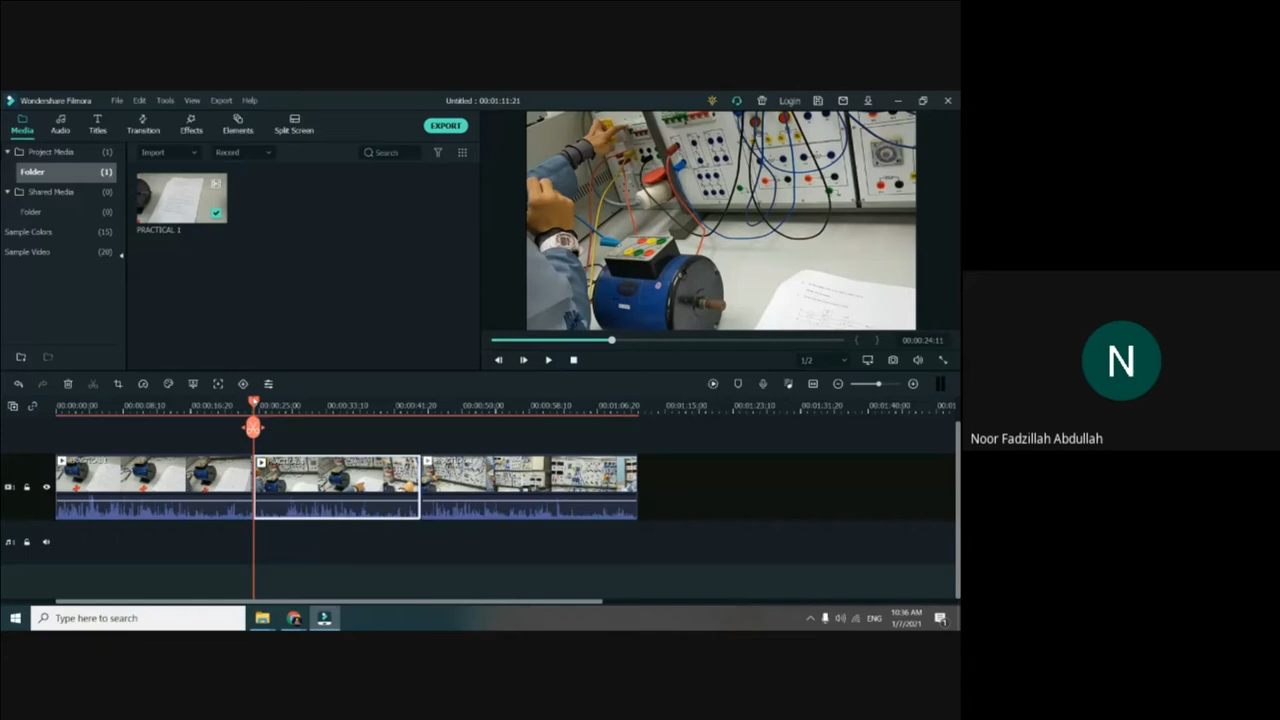 Wondershare Filmora File Edit Tools View Export Help Untitled : 00:01:11:21 Login
Media Audio Titles Transition Effects Elements Split Screen EXPORT
Project Media (1) Import Record Search
Folder (1)
Shared Media (0)
Folder (0)
Sample Colors (15)
PRACTICAL 1
Sample Video (20)
1/2 00:00:24:11
00:00:00:00 00:00:08:10 00:00:16:20 00:00:25:00 00:00:33:10 00:00:41:20 00:00:50:00 00:00:58:10 00:01:06:20 00:01:15:00 00:01:23:10 00:01:31:20 00:01:40:00 00:01
N
Noor Fadzillah Abdullah
Type here to search ENG 10:36 AM
1/7/2021